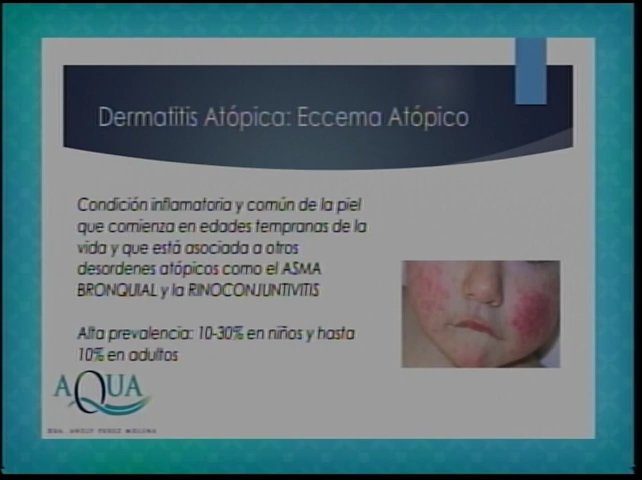 Dermatitis Atópica: Eccema Atópico
Condición inflamatoria y común de la piel
que comienza en edades tempranas de la
vida y que está asociada a otros
desordenes atópicos como el ASMA
BRONQUIAL y la RINOCONJUNTIVITIS
Alta prevalencia: 10-30% en niños y hasta
10% en adultos
AQUA